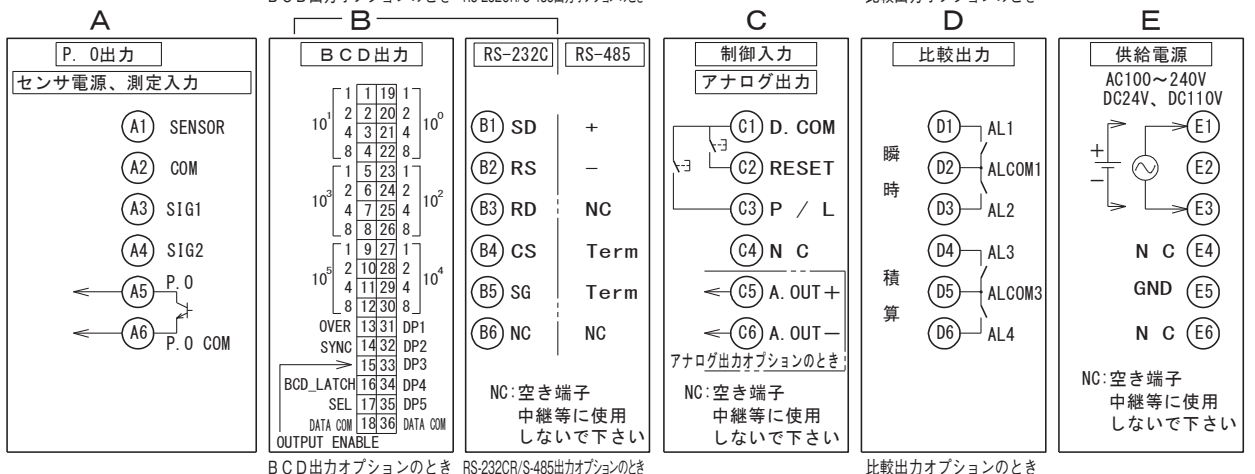 A
P. O出力
センサ電源、測定入力
A1 SENSOR
A2 COM
A3 SIG1
A4 SIG2
A5 P.O
A6 P.O COM
B
BCD出力
10¹ 1 1 19 1 10⁰
2 2 20 2
4 3 21 4
8 4 22 8
10³ 1 5 23 1 10²
2 6 24 2
4 7 25 4
8 8 26 8
10⁵ 1 9 27 1 10⁴
2 10 28 2
4 11 29 4
8 12 30 8
OVER 13 31 DP1
SYNC 14 32 DP2
15 33 DP3
BCD_LATCH 16 34 DP4
SEL 17 35 DP5
DATA COM 18 36 DATA COM
OUTPUT ENABLE
BCD出力オプションのとき
RS-232C RS-485
B1 SD +
B2 RS −
B3 RD NC
B4 CS Term
B5 SG Term
B6 NC NC
NC:空き端子
中継等に使用
しないで下さい
RS-232CR/S-485出力オプションのとき
C
制御入力
アナログ出力
C1 D. COM
C2 RESET
C3 P / L
C4 N C
C5 A. OUT+
C6 A. OUT−
アナログ出力オプションのとき
NC:空き端子
中継等に使用
しないで下さい
D
比較出力
瞬時
D1 AL1
D2 ALCOM1
D3 AL2
積算
D4 AL3
D5 ALCOM3
D6 AL4
比較出力オプションのとき
E
供給電源
AC100～240V
DC24V、DC110V
+ E1
E2
− E3
N C E4
GND E5
N C E6
NC:空き端子
中継等に使用
しないで下さい